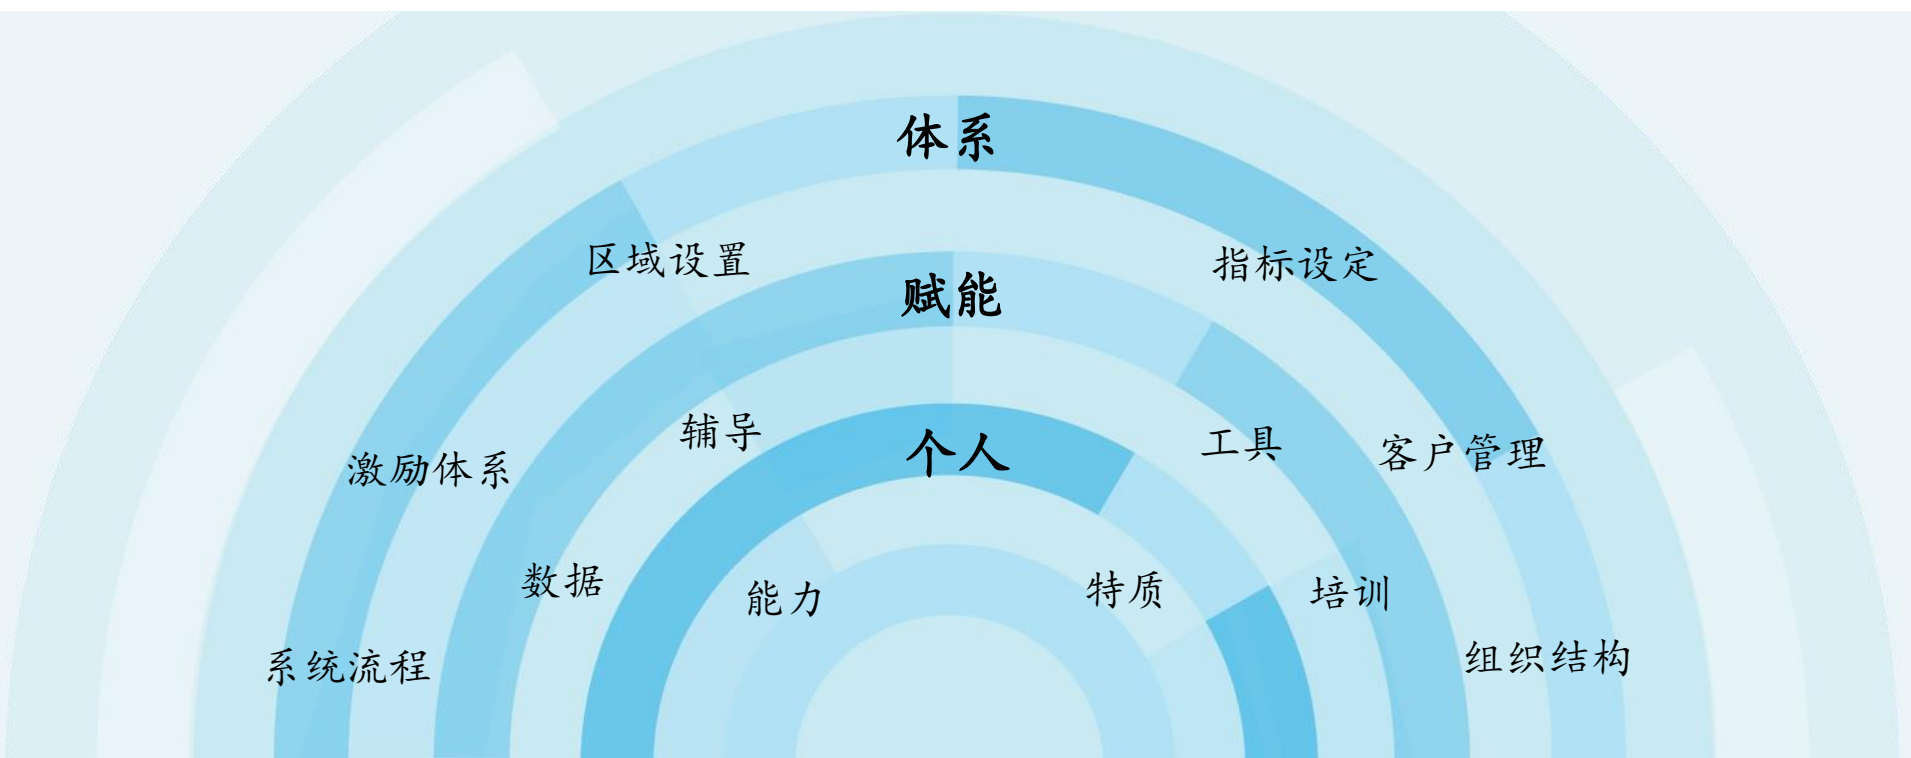 体系
区域设置
指标设定
赋能
辅导
工具
个人
客户管理
激励体系
数据
能力
特质
培训
系统流程
组织结构